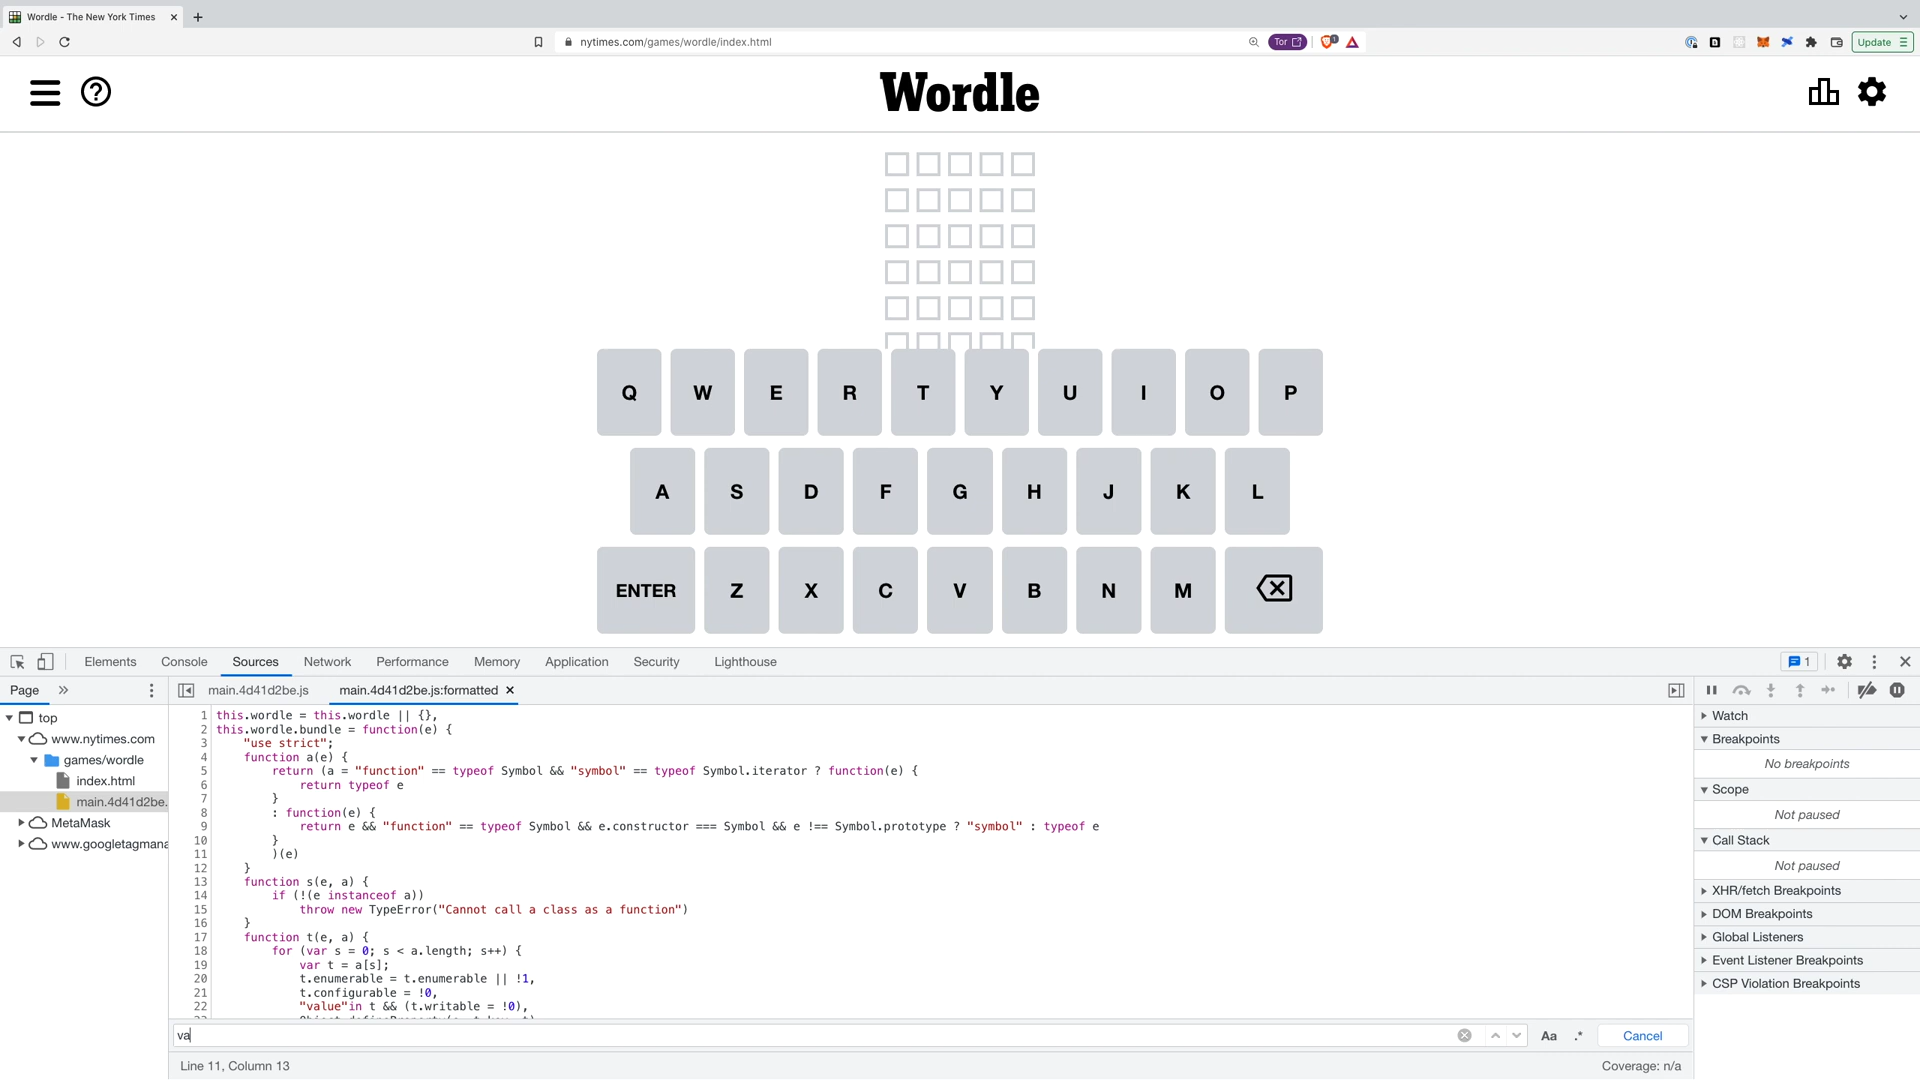 Wordle - The New York Times
nytimes.com/games/wordle/index.html
Tor
1
Update
Wordle
Q W E R T Y U I O P
A S D F G H J K L
ENTER Z X C V B N M
Elements Console Sources Network Performance Memory Application Security Lighthouse
1
Page
main.4d41d2be.js
main.4d41d2be.js:formatted
top
www.nytimes.com
games/wordle
index.html
main.4d41d2be.
MetaMask
www.googletagmana
1 this.wordle = this.wordle || {},
2 this.wordle.bundle = function(e) {
3 "use strict";
4 function a(e) {
5 return (a = "function" == typeof Symbol && "symbol" == typeof Symbol.iterator ? function(e) {
6 return typeof e
7 }
8 : function(e) {
9 return e && "function" == typeof Symbol && e.constructor === Symbol && e !== Symbol.prototype ? "symbol" : typeof e
10 }
11 )(e)
12 }
13 function s(e, a) {
14 if (!(e instanceof a))
15 throw new TypeError("Cannot call a class as a function")
16 }
17 function t(e, a) {
18 for (var s = 0; s < a.length; s++) {
19 var t = a[s];
20 t.enumerable = t.enumerable || !1,
21 t.configurable = !0,
22 "value"in t && (t.writable = !0),
va
Aa .* Cancel
Line 11, Column 13
Coverage: n/a
Watch
Breakpoints
No breakpoints
Scope
Not paused
Call Stack
Not paused
XHR/fetch Breakpoints
DOM Breakpoints
Global Listeners
Event Listener Breakpoints
CSP Violation Breakpoints